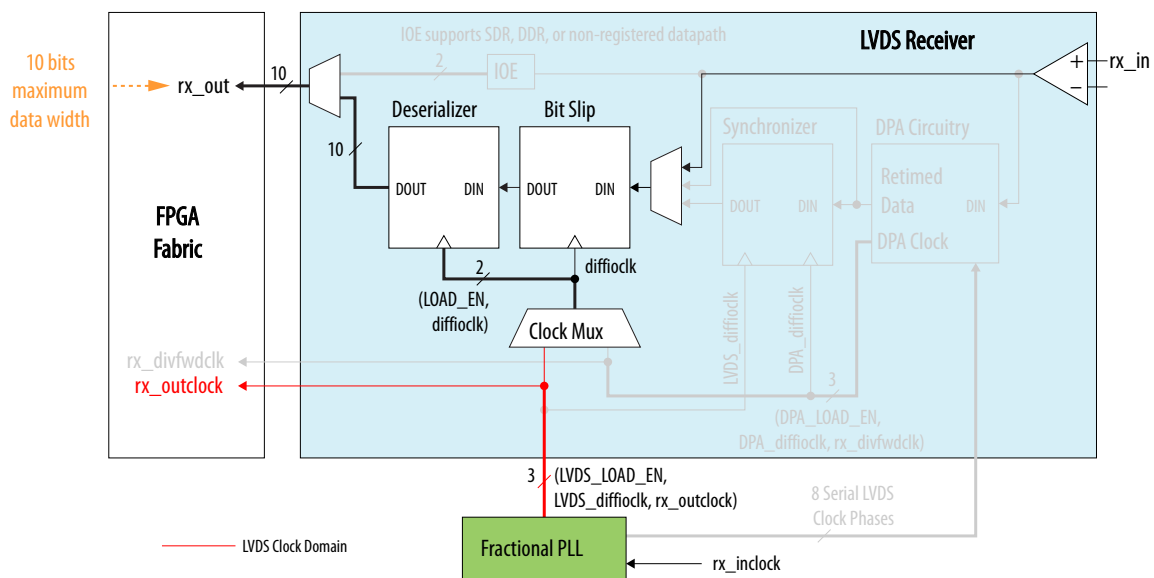 IOE supports SDR, DDR, or non-registered datapath
LVDS Receiver
2
IOE
+
−
rx_in
10 bits
maximum
data width
rx_out
10
Deserializer
Bit Slip
Synchronizer
DPA Circuitry
10
DOUT
DIN
DOUT
DIN
DOUT
DIN
Retimed
Data
DIN
DPA Clock
FPGA
Fabric
2
diffioclk
(LOAD_EN,
diffioclk)
Clock Mux
LVDS_diffioclk
DPA_diffioclk
rx_divfwdclk
rx_outclock
3
(DPA_LOAD_EN,
DPA_diffioclk, rx_divfwdclk)
3
(LVDS_LOAD_EN,
LVDS_diffioclk, rx_outclock)
8 Serial LVDS
Clock Phases
LVDS Clock Domain
Fractional PLL
rx_inclock